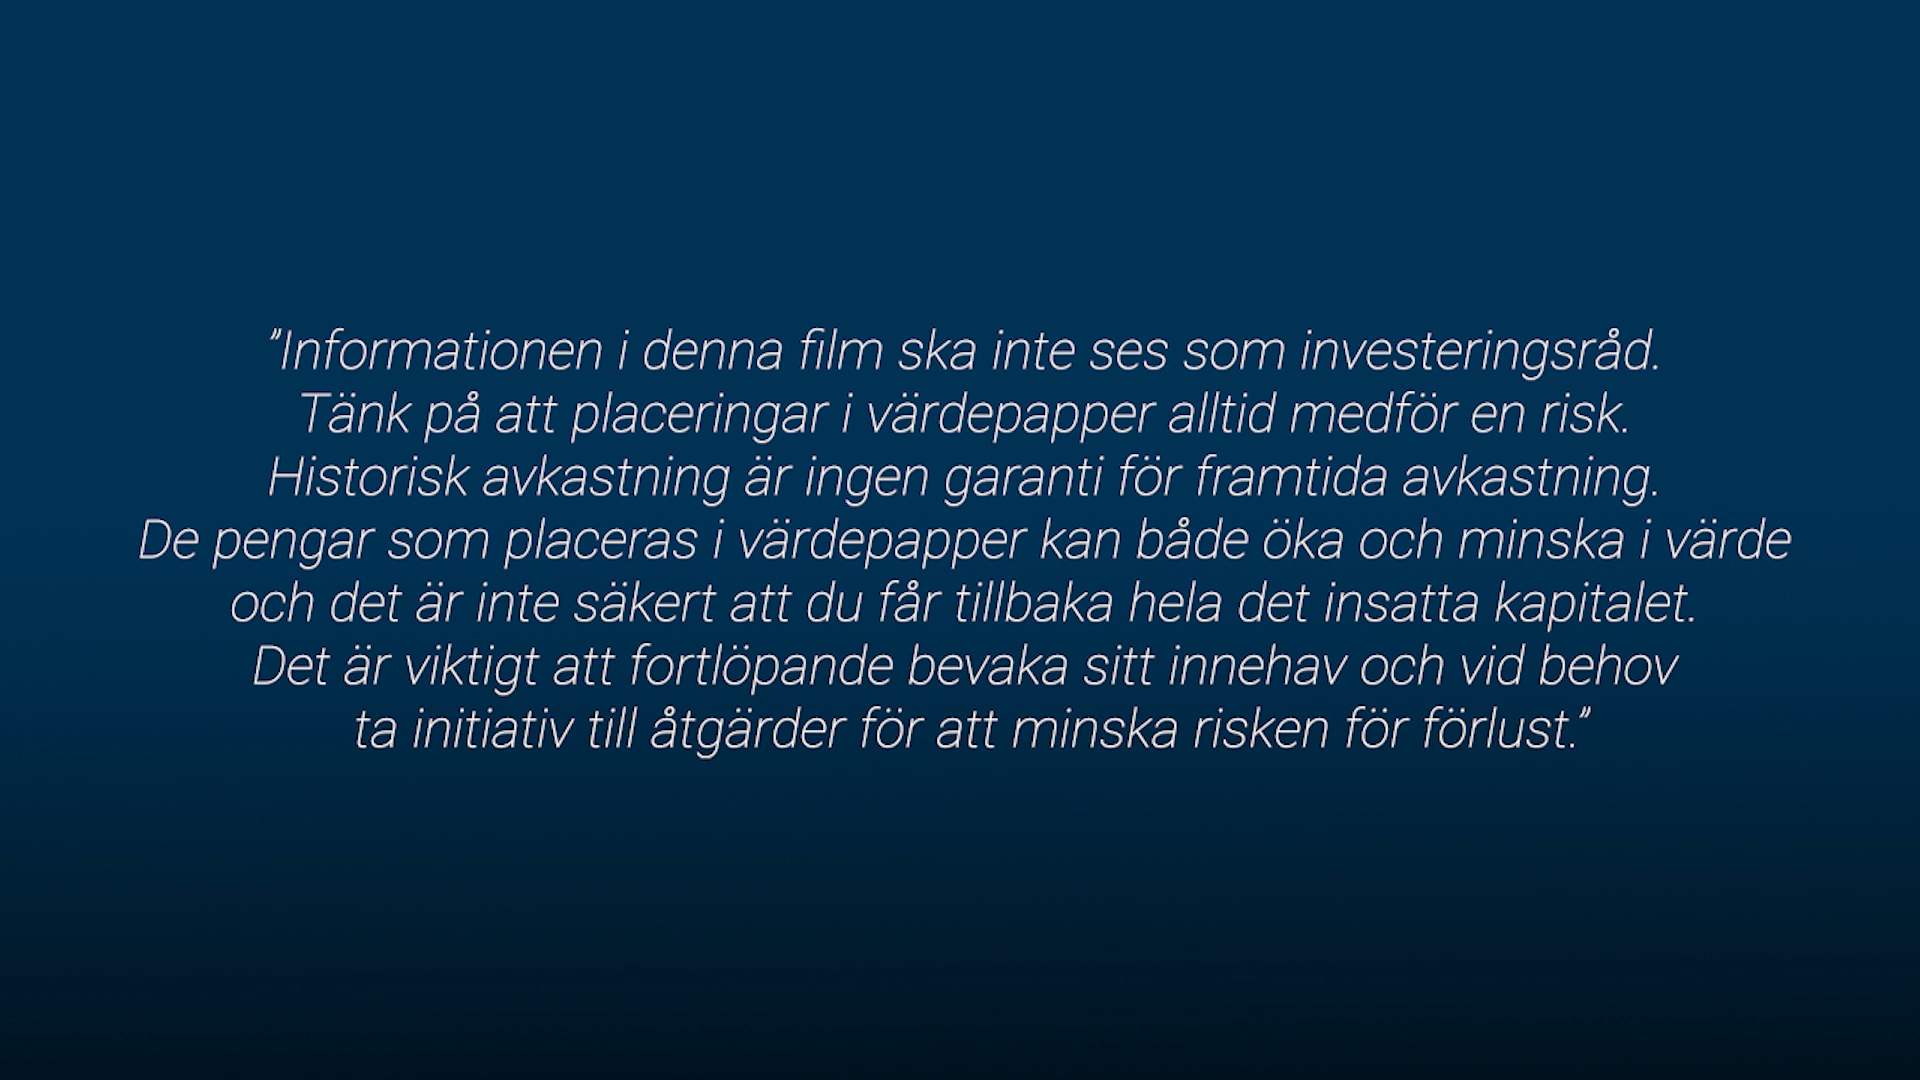 ”Informationen i denna film ska inte ses som investeringsråd.
Tänk på att placeringar i värdepapper alltid medför en risk.
Historisk avkastning är ingen garanti för framtida avkastning.
De pengar som placeras i värdepapper kan både öka och minska i värde
och det är inte säkert att du får tillbaka hela det insatta kapitalet.
Det är viktigt att fortlöpande bevaka sitt innehav och vid behov
ta initiativ till åtgärder för att minska risken för förlust.”